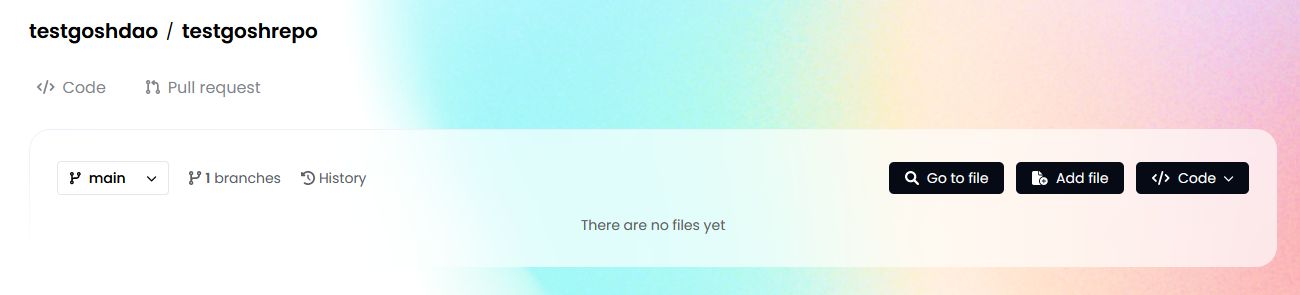 testgoshdao / testgoshrepo
Code Pull request
main 1 branches History Go to file Add file Code
There are no files yet